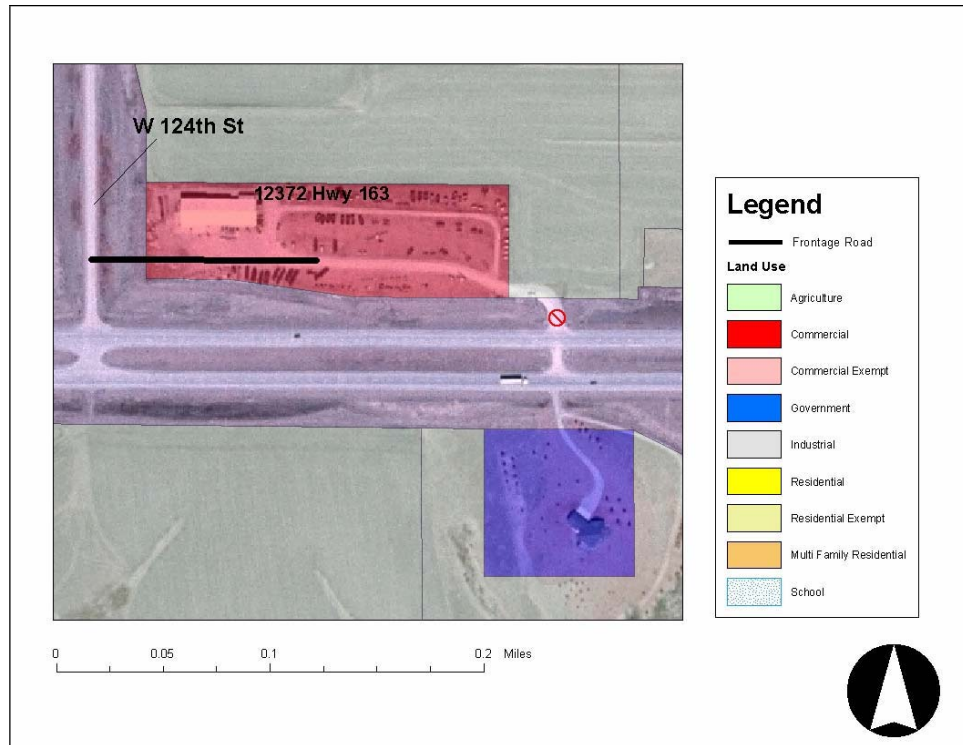 W 124th St
12372 Hwy 163
Legend
Frontage Road
Land Use
Agriculture
Commercial
Commercial Exempt
Government
Industrial
Residential
Residential Exempt
Multi Family Residential
School
0 0.05 0.1 0.2 Miles